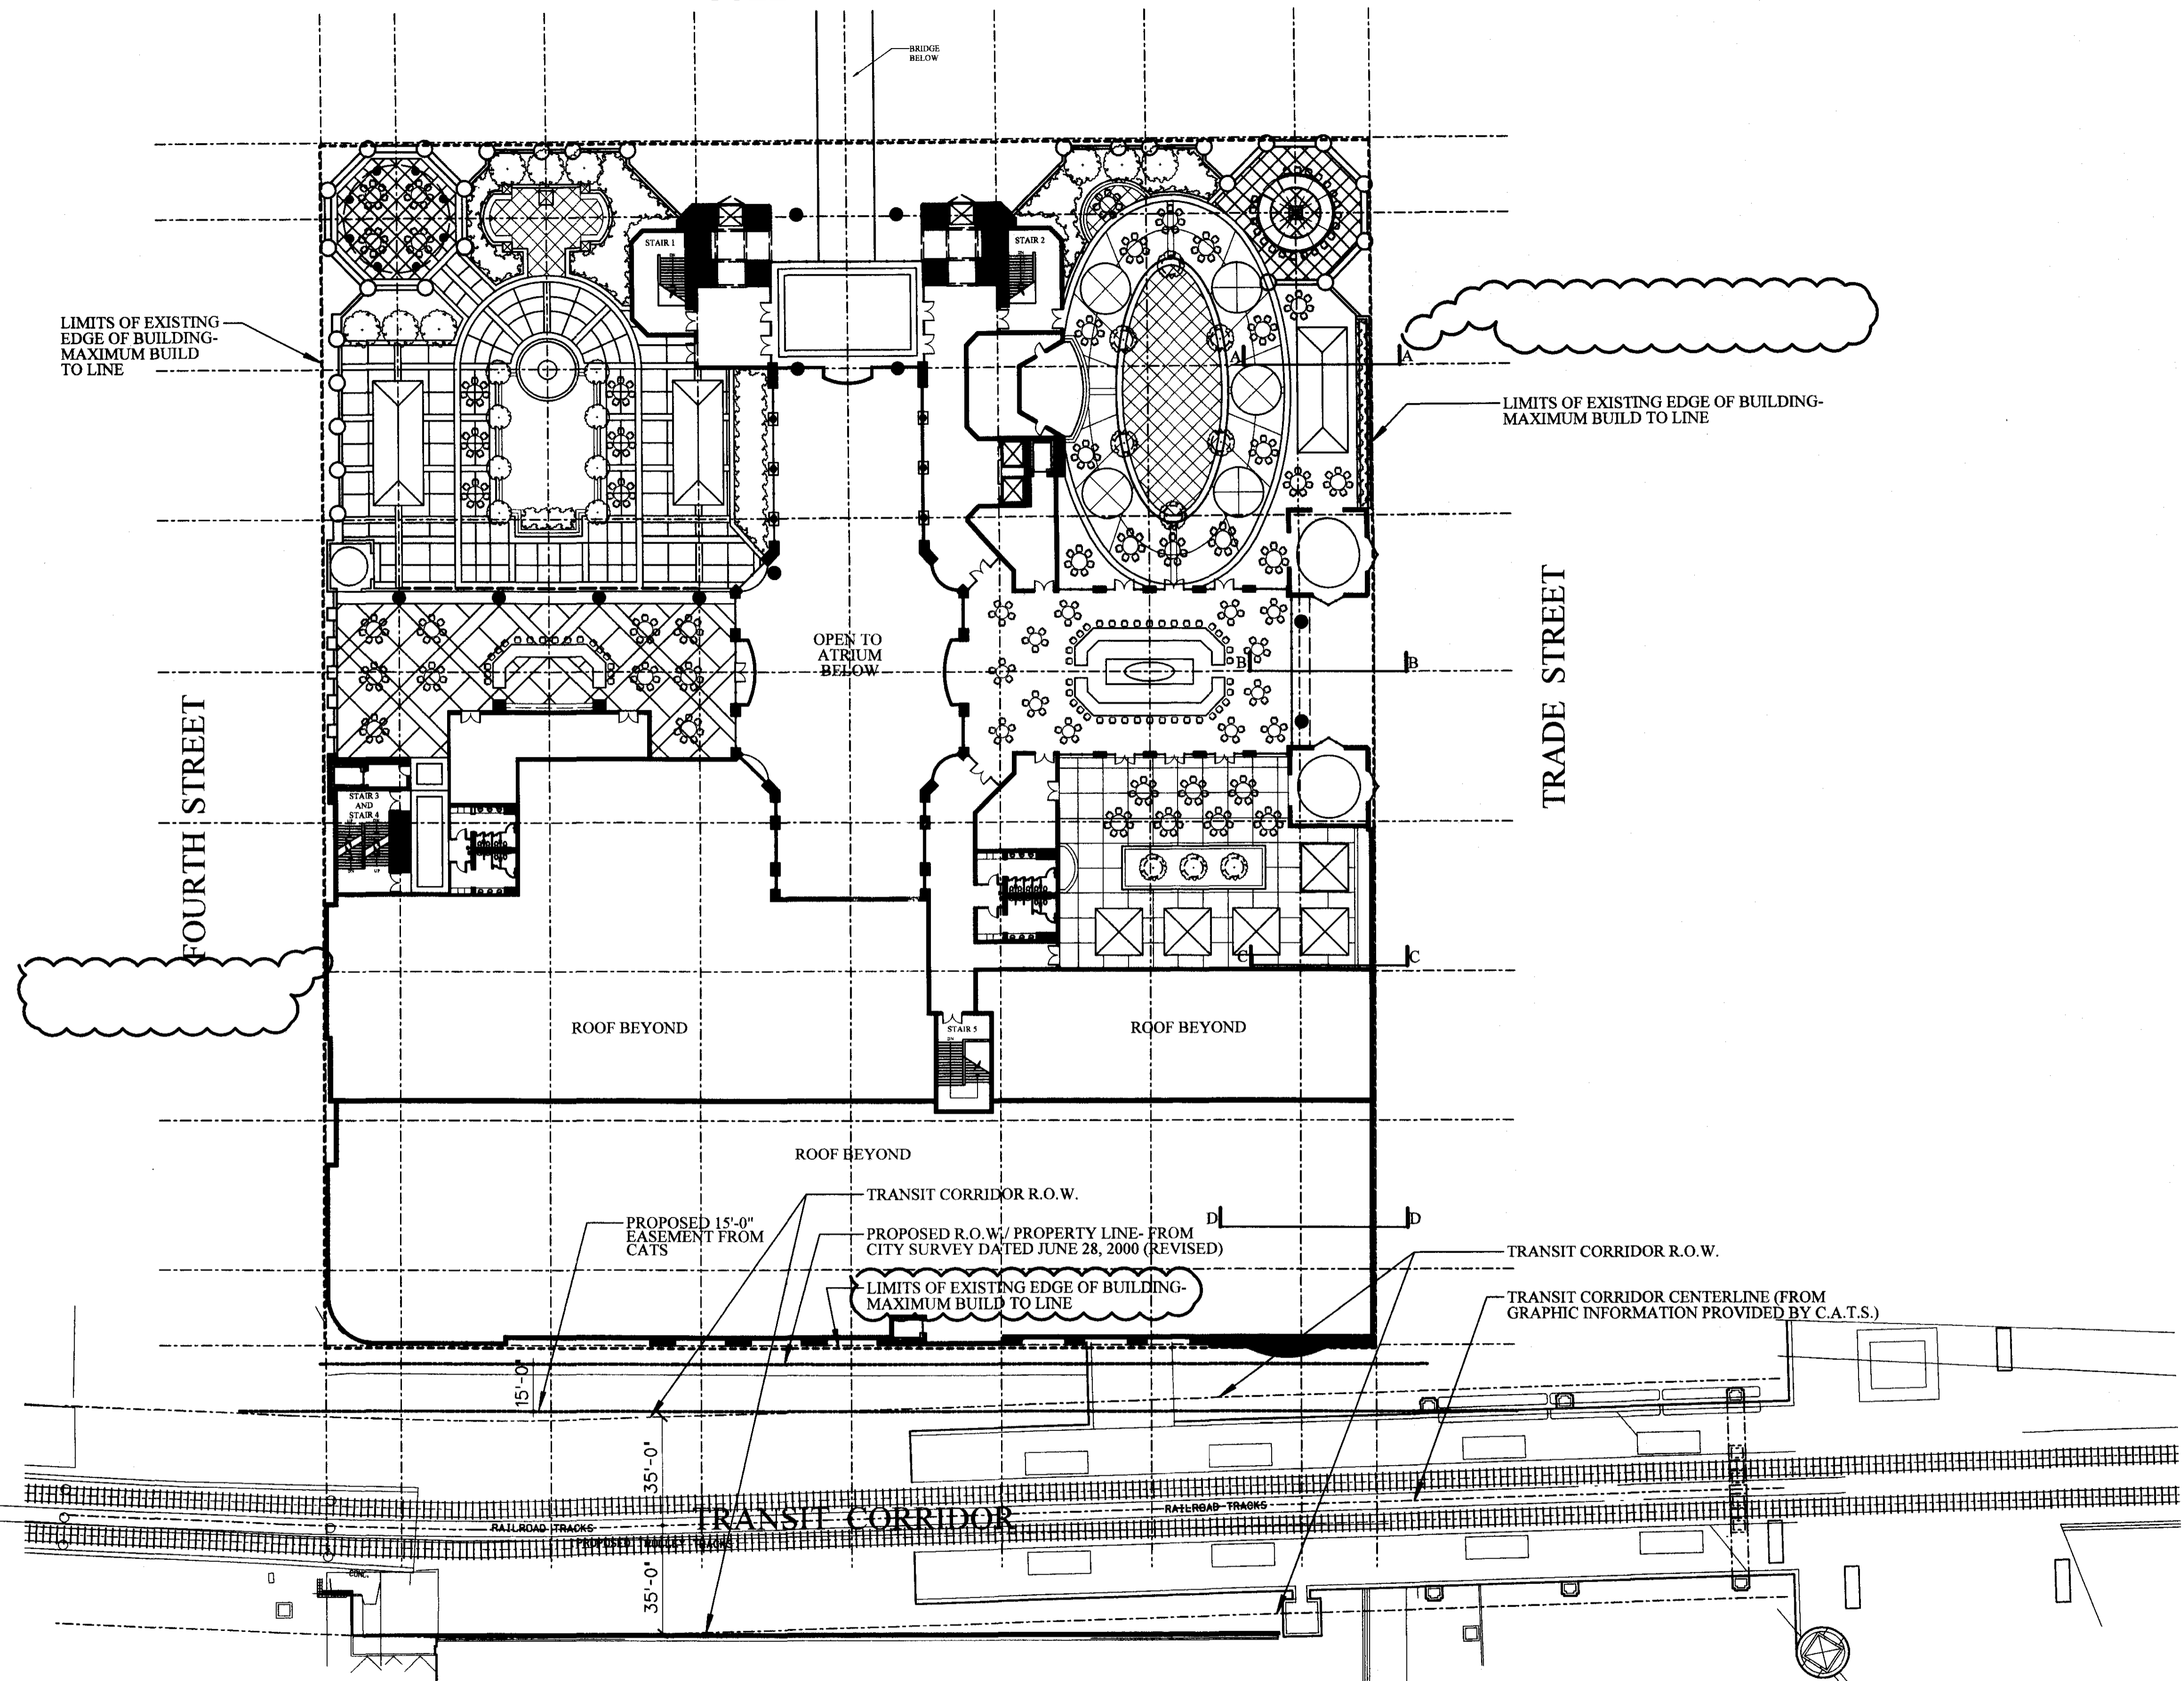 BRIDGE
BELOW
STAIR 1
STAIR 2
LIMITS OF EXISTING
EDGE OF BUILDING-
MAXIMUM BUILD
TO LINE
A
A
LIMITS OF EXISTING EDGE OF BUILDING-
MAXIMUM BUILD TO LINE
OPEN TO
ATRIUM
BELOW
B
B
TRADE STREET
FOURTH STREET
STAIR 3
AND
STAIR 4
UP
DN
UP
C
C
ROOF BEYOND
ROOF BEYOND
STAIR 5
DN
ROOF BEYOND
TRANSIT CORRIDOR R.O.W.
PROPOSED 15'-0"
EASEMENT FROM
CATS
PROPOSED R.O.W./ PROPERTY LINE- FROM
CITY SURVEY DATED JUNE 28, 2000 (REVISED)
D
D
TRANSIT CORRIDOR R.O.W.
LIMITS OF EXISTING EDGE OF BUILDING-
MAXIMUM BUILD TO LINE
TRANSIT CORRIDOR CENTERLINE (FROM
GRAPHIC INFORMATION PROVIDED BY C.A.T.S.)
15'-0"
35'-0"
RAILROAD TRACKS
TRANSIT CORRIDOR
RAILROAD TRACKS
PROPOSED TROLLEY TRACKS
35'-0"
CONC.